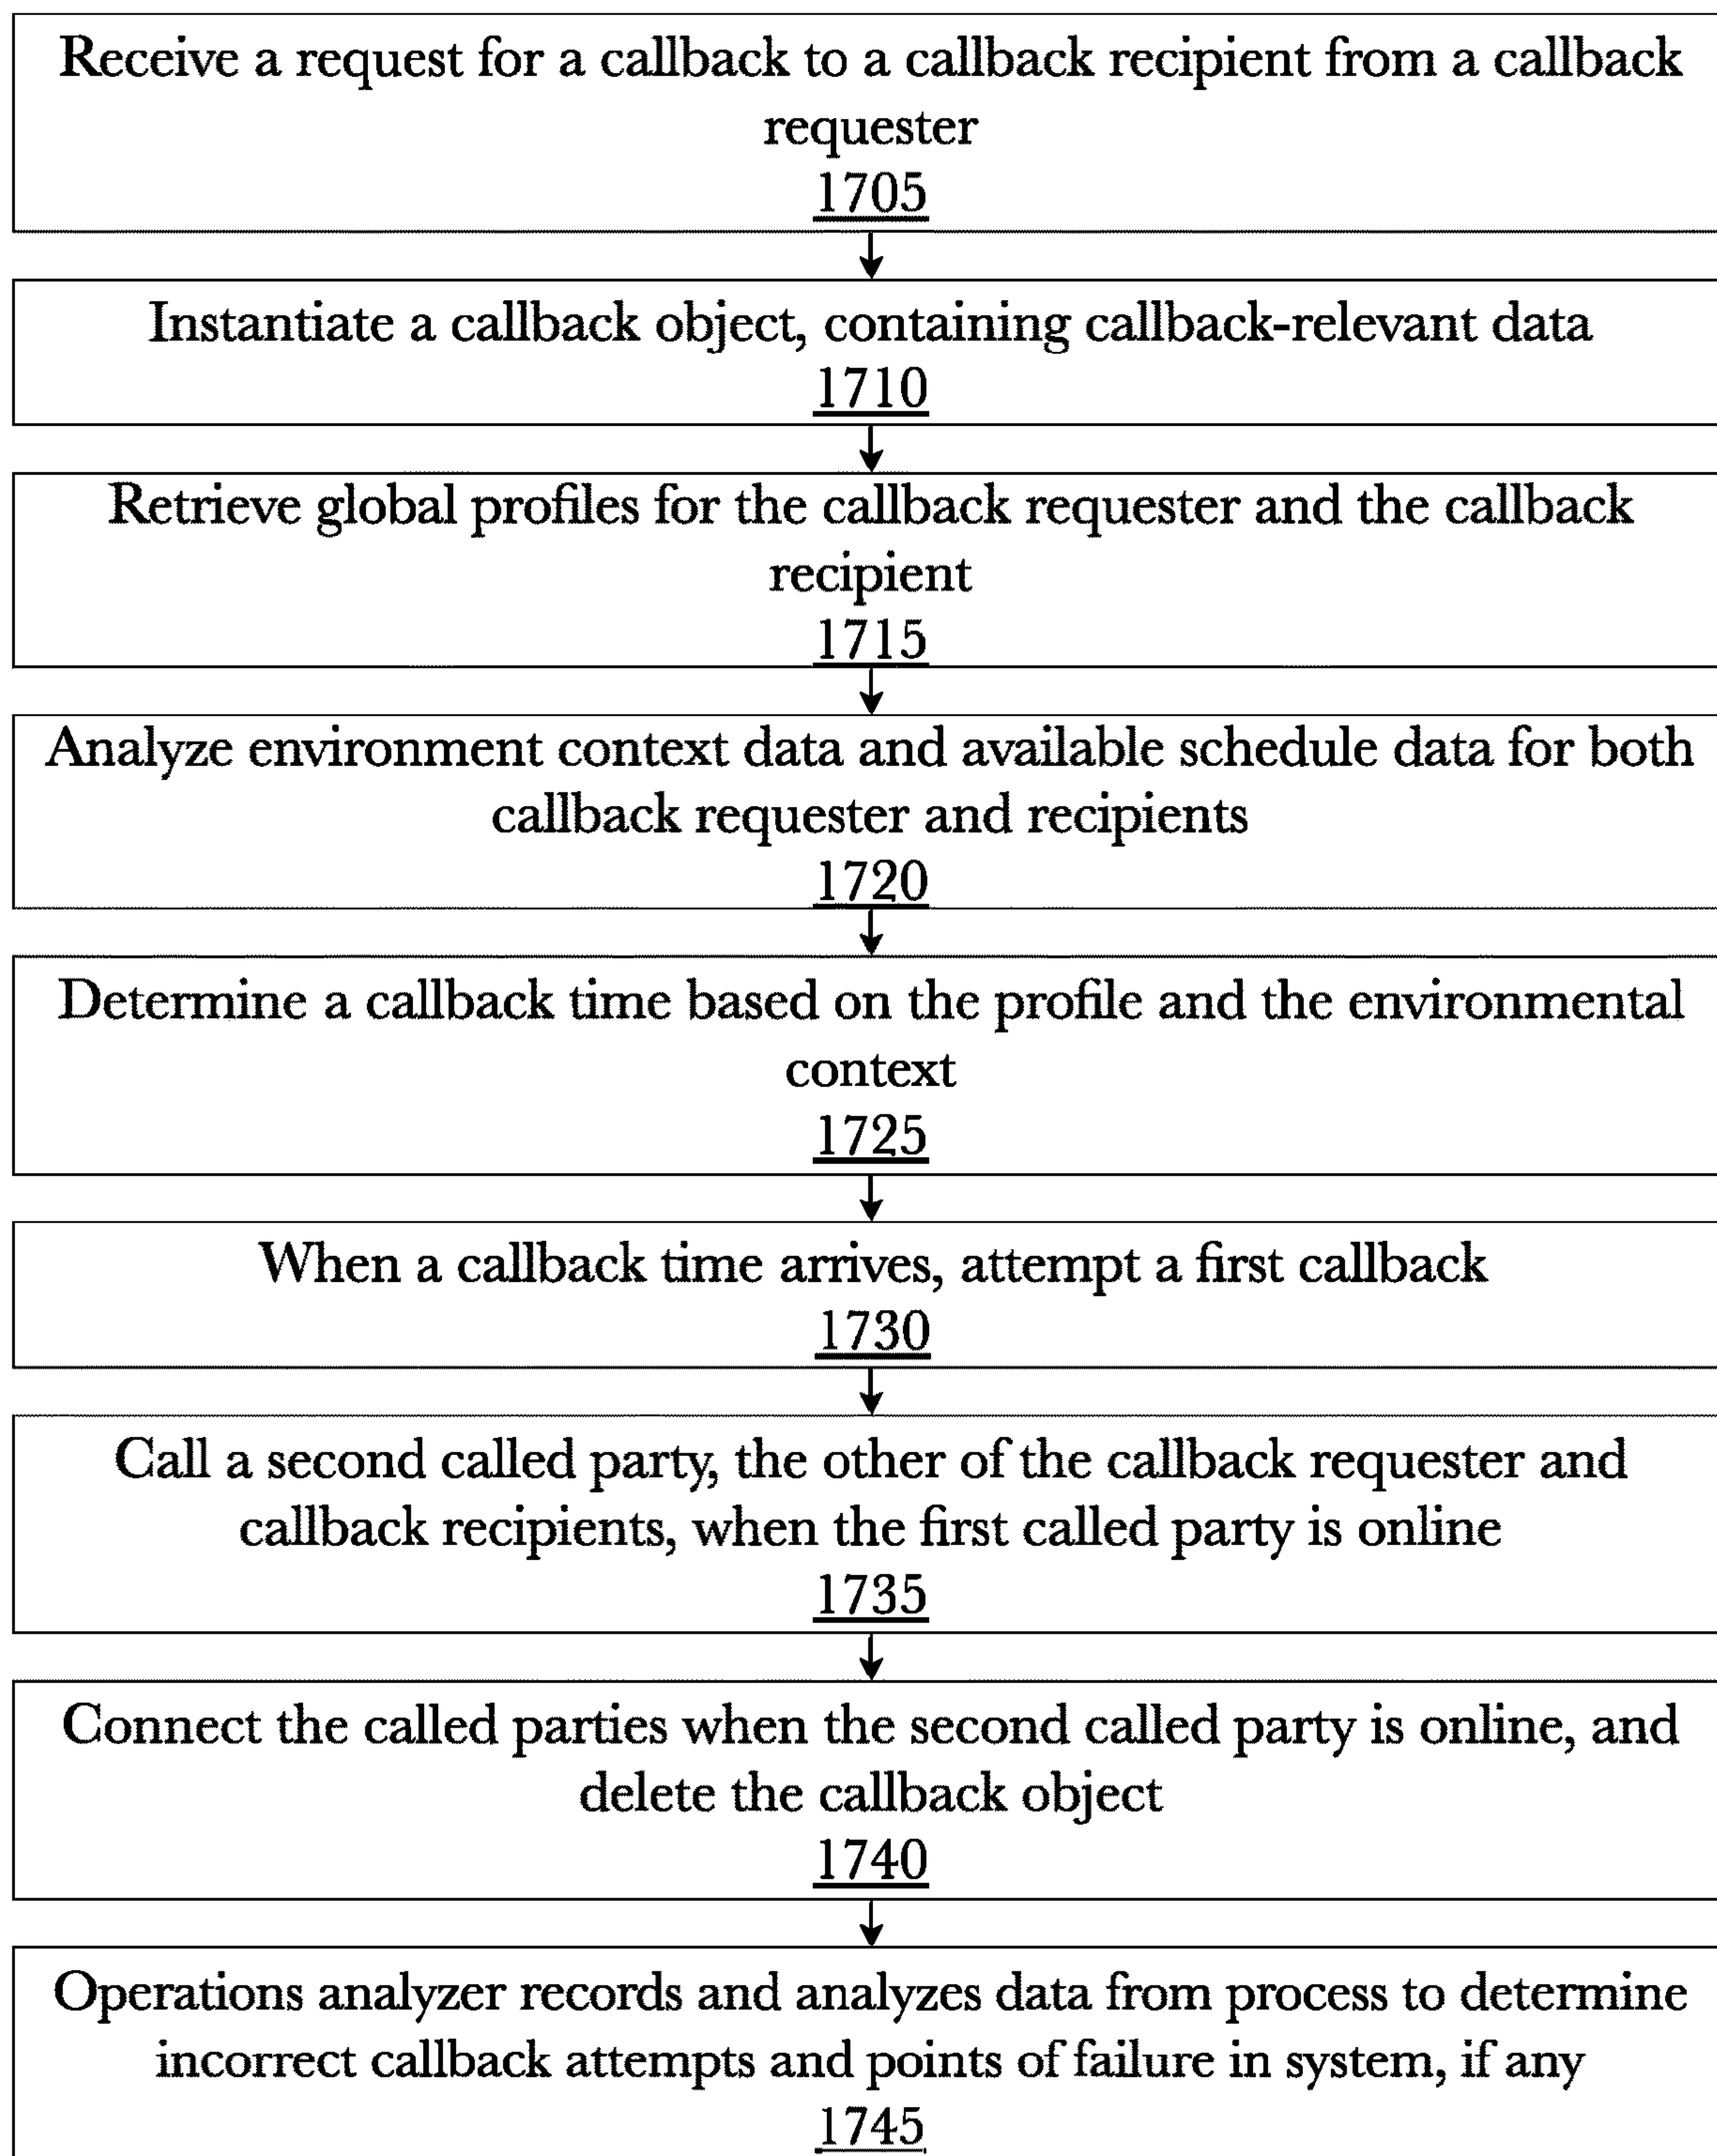 Receive a request for a callback to a callback recipient from a callback
requester
1705
Instantiate a callback object, containing callback-relevant data
1710
Retrieve global profiles for the callback requester and the callback
recipient
1715
Analyze environment context data and available schedule data for both
callback requester and recipients
1720
Determine a callback time based on the profile and the environmental
context
1725
When a callback time arrives, attempt a first callback
1730
Call a second called party, the other of the callback requester and
callback recipients, when the first called party is online
1735
Connect the called parties when the second called party is online, and
delete the callback object
1740
Operations analyzer records and analyzes data from process to determine
incorrect callback attempts and points of failure in system, if any
1745